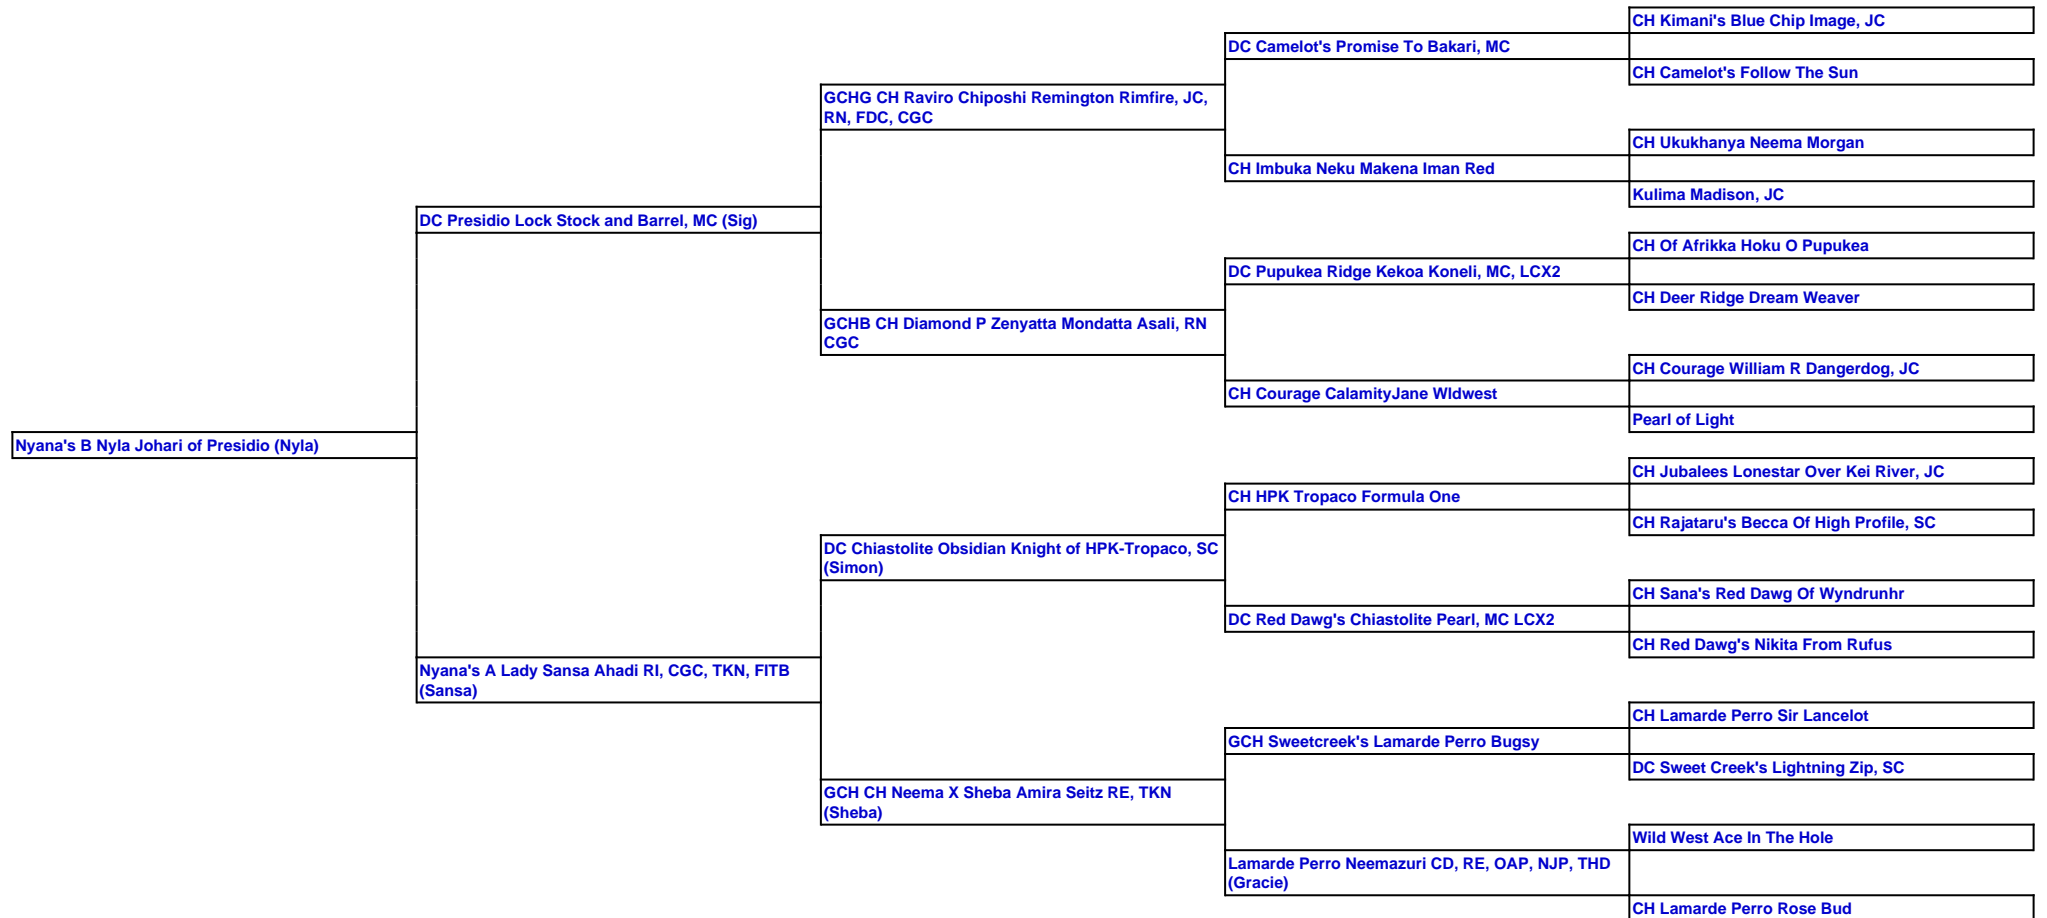 CH Kimani's Blue Chip Image, JC
DC Camelot's Promise To Bakari, MC
CH Camelot's Follow The Sun
GCHG CH Raviro Chiposhi Remington Rimfire, JC,
RN, FDC, CGC
CH Ukukhanya Neema Morgan
CH Imbuka Neku Makena Iman Red
Kulima Madison, JC
DC Presidio Lock Stock and Barrel, MC (Sig)
CH Of Afrikka Hoku O Pupukea
DC Pupukea Ridge Kekoa Koneli, MC, LCX2
CH Deer Ridge Dream Weaver
GCHB CH Diamond P Zenyatta Mondatta Asali, RN
CGC
CH Courage William R Dangerdog, JC
CH Courage CalamityJane Wldwest
Pearl of Light
Nyana's B Nyla Johari of Presidio (Nyla)
CH Jubalees Lonestar Over Kei River, JC
CH HPK Tropaco Formula One
CH Rajataru's Becca Of High Profile, SC
DC Chiastolite Obsidian Knight of HPK-Tropaco, SC
(Simon)
CH Sana's Red Dawg Of Wyndrunhr
DC Red Dawg's Chiastolite Pearl, MC LCX2
CH Red Dawg's Nikita From Rufus
Nyana's A Lady Sansa Ahadi RI, CGC, TKN, FITB
(Sansa)
CH Lamarde Perro Sir Lancelot
GCH Sweetcreek's Lamarde Perro Bugsy
DC Sweet Creek's Lightning Zip, SC
GCH CH Neema X Sheba Amira Seitz RE, TKN
(Sheba)
Wild West Ace In The Hole
Lamarde Perro Neemazuri CD, RE, OAP, NJP, THD
(Gracie)
CH Lamarde Perro Rose Bud